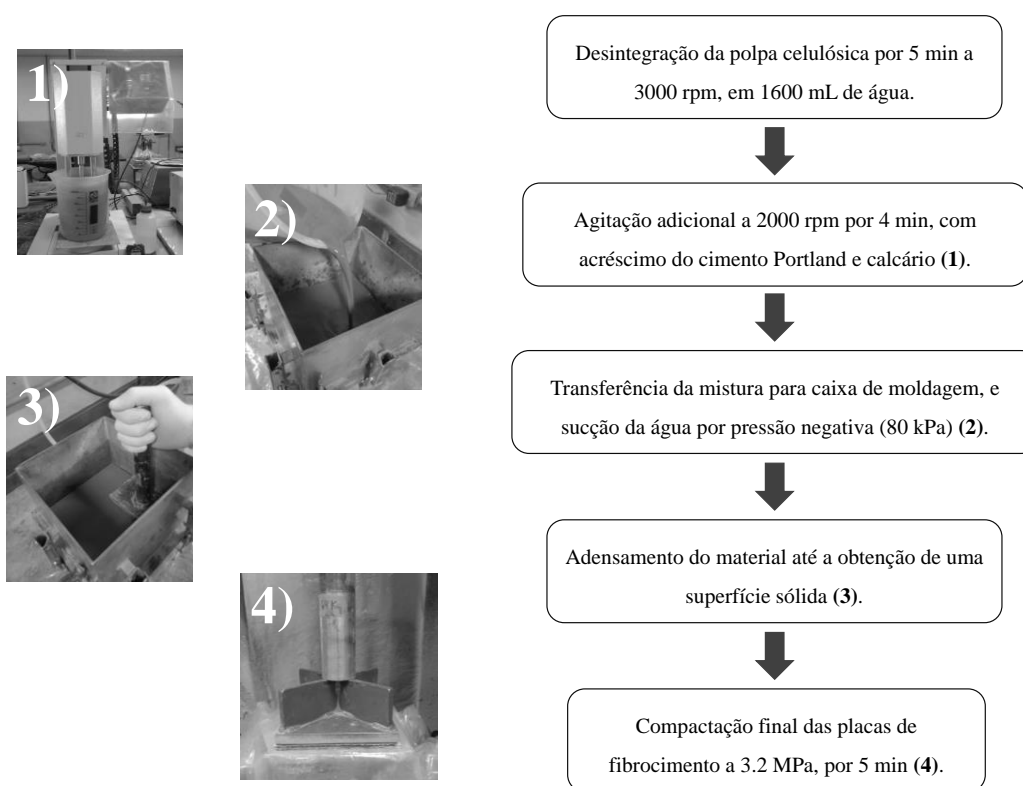 1)
2)
3)
4)
Desintegração da polpa celulósica por 5 min a
3000 rpm, em 1600 mL de água.
Agitação adicional a 2000 rpm por 4 min, com
acréscimo do cimento Portland e calcário (1).
Transferência da mistura para caixa de moldagem, e
sucção da água por pressão negativa (80 kPa) (2).
Adensamento do material até a obtenção de uma
superfície sólida (3).
Compactação final das placas de
fibrocimento a 3.2 MPa, por 5 min (4).